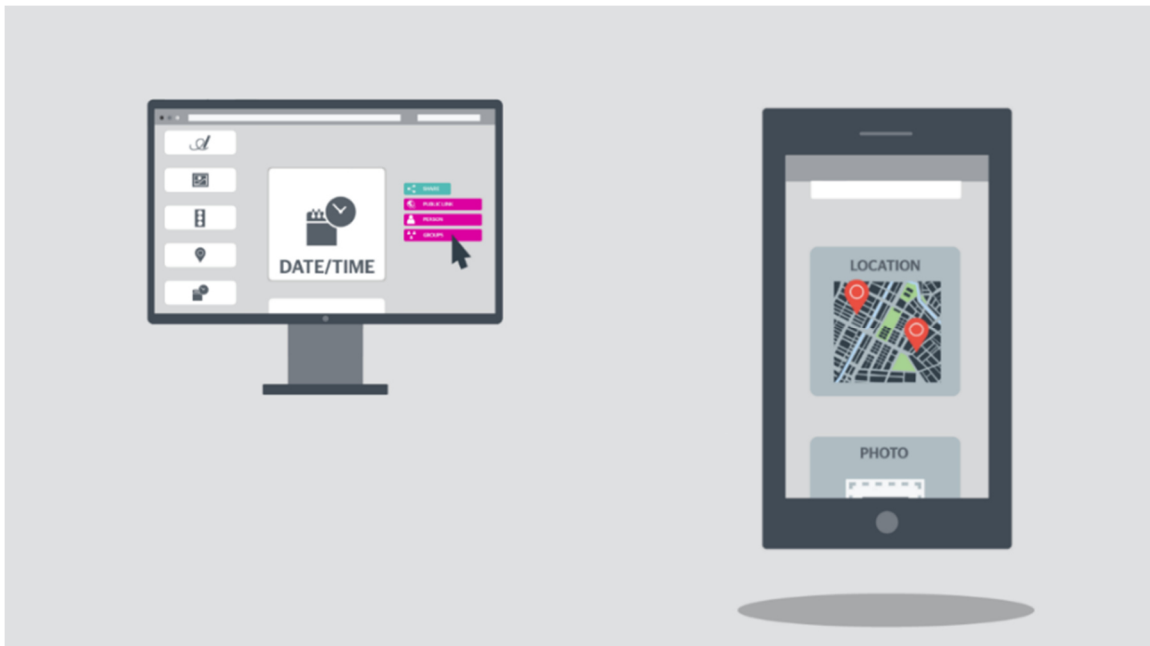 DATE/TIME
SHARE
PUBLIC LINK
PERSON
GROUPS
LOCATION
PHOTO